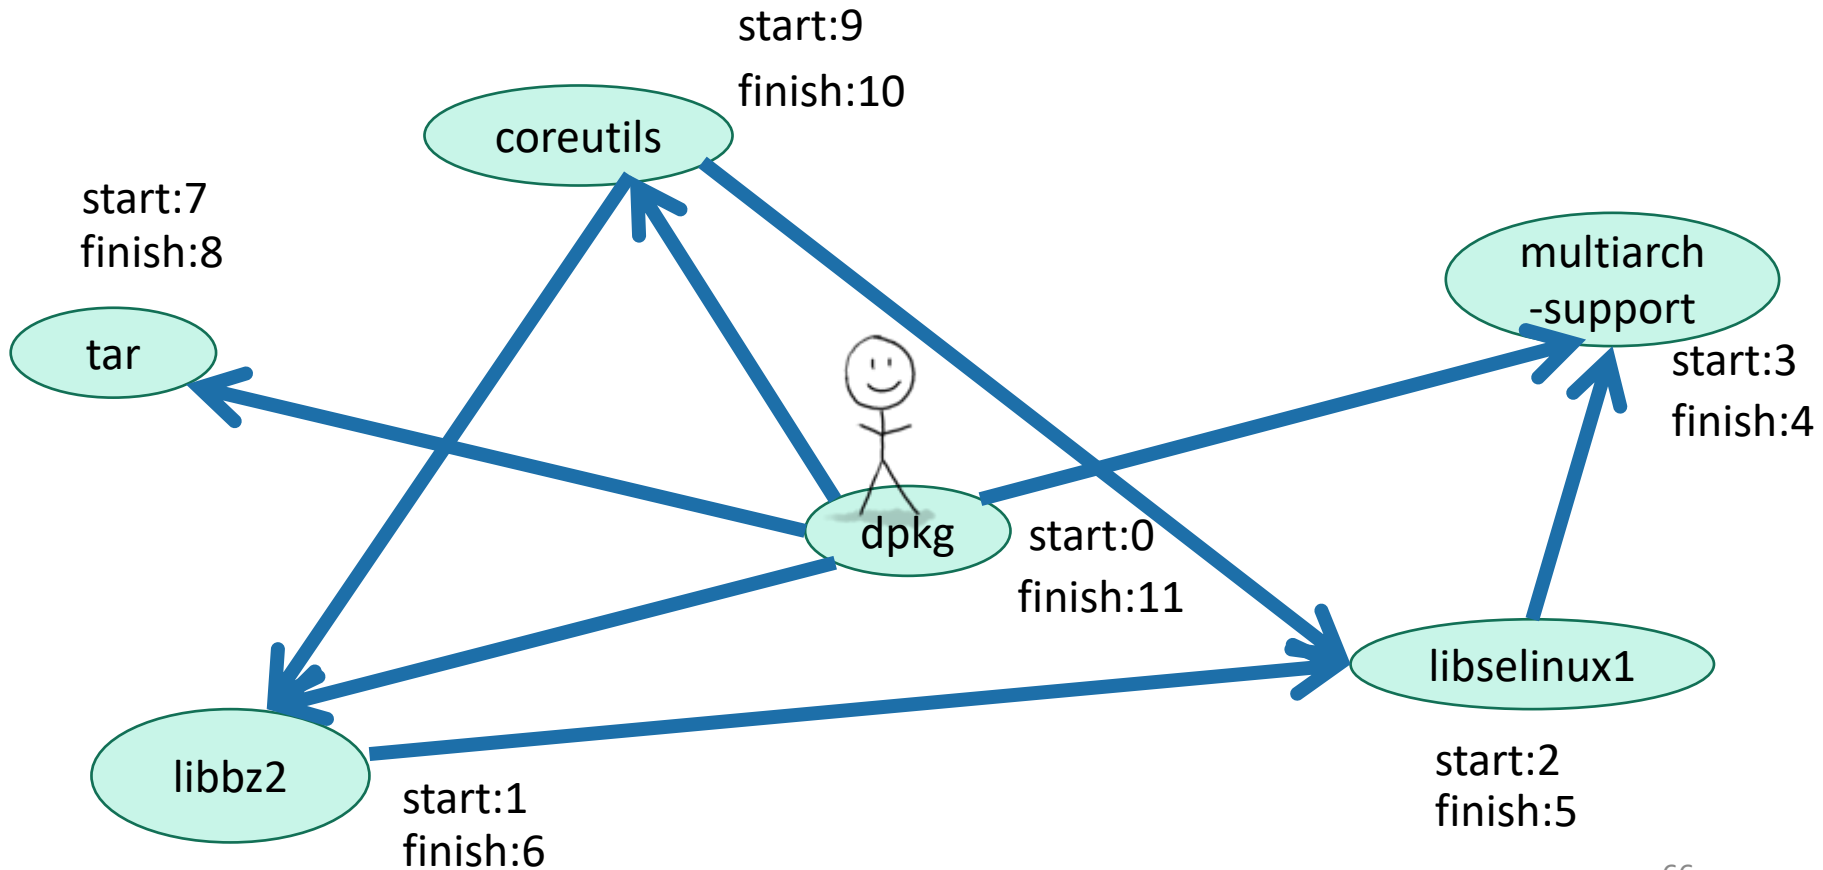 start:9
finish:10
coreutils
start:7
finish:8
multiarch
-support
tar
start:3
finish:4
dpkg
start:0
finish:11
libselinux1
libbz2
start:2
finish:5
start:1
finish:6